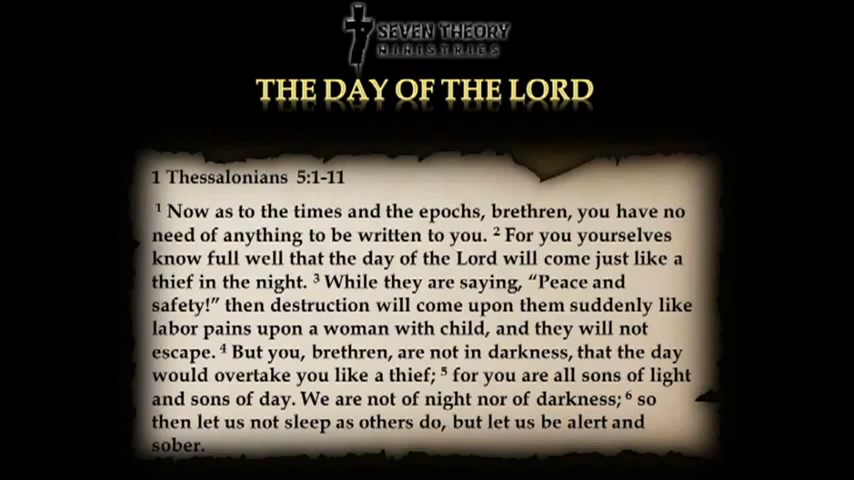 SEVEN THEORY
MINISTRIES
THE DAY OF THE LORD
1 Thessalonians 5:1-11
1 Now as to the times and the epochs, brethren, you have no
need of anything to be written to you. 2 For you yourselves
know full well that the day of the Lord will come just like a
thief in the night. 3 While they are saying, “Peace and
safety!” then destruction will come upon them suddenly like
labor pains upon a woman with child, and they will not
escape. 4 But you, brethren, are not in darkness, that the day
would overtake you like a thief; 5 for you are all sons of light
and sons of day. We are not of night nor of darkness; 6 so
then let us not sleep as others do, but let us be alert and
sober.